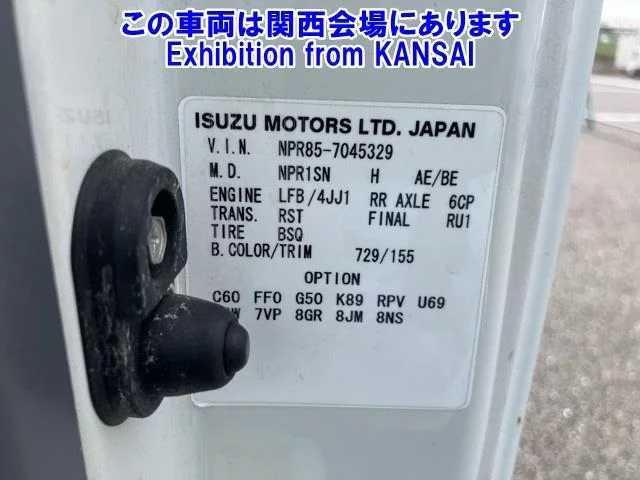 この車両は関西会場にあります
Exhibition from KANSAI
ISUZU MOTORS LTD. JAPAN
V.I.N. NPR85-7045329
M.D. NPR1SN H AE/BE
ENGINE LFB/4JJ1 RR AXLE 6CP
TRANS. RST FINAL RU1
TIRE BSQ
B.COLOR/TRIM 729/155
OPTION
C60 FF0 G50 K89 RPV U69
7VP 8GR 8JM 8NS